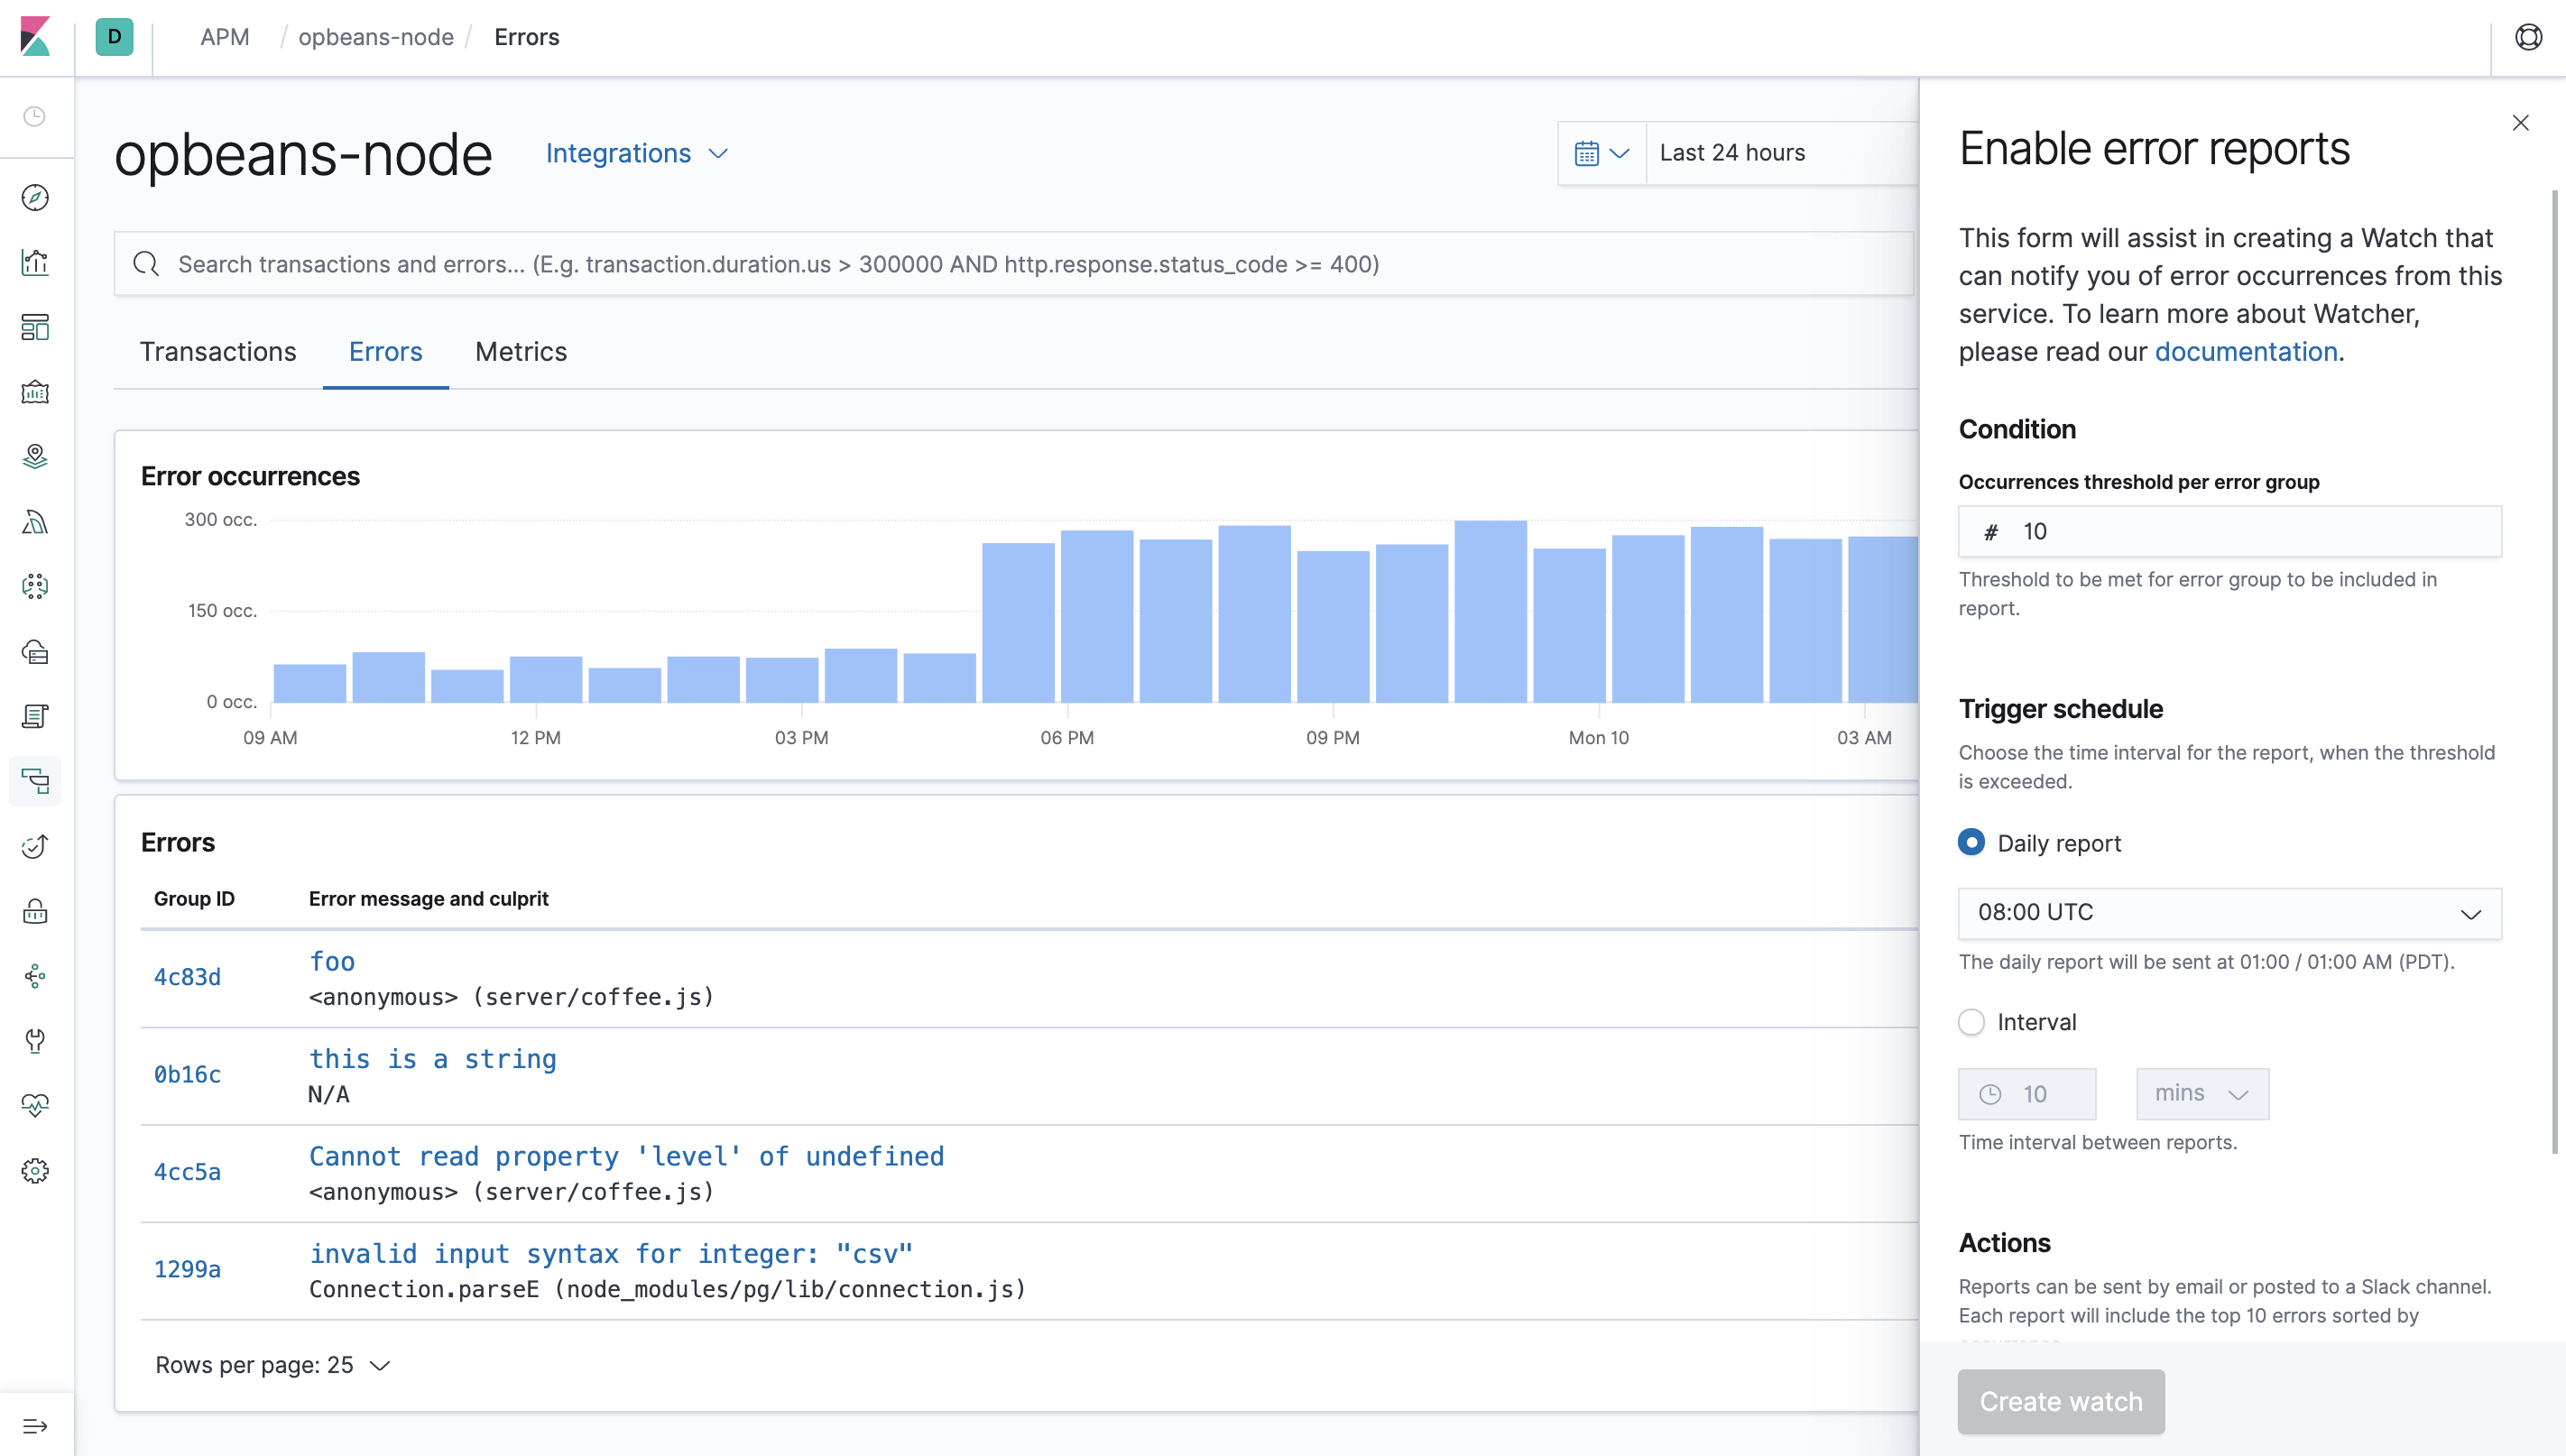 D
APM / opbeans-node / Errors
opbeans-node
Integrations
Last 24 hours
Search transactions and errors... (E.g. transaction.duration.us > 300000 AND http.response.status_code >= 400)
Transactions Errors Metrics
Error occurrences
300 occ.
150 occ.
0 occ.
09 AM 12 PM 03 PM 06 PM 09 PM Mon 10 03 AM
Errors
Group ID Error message and culprit
4c83d
foo
<anonymous> (server/coffee.js)
0b16c
this is a string
N/A
4cc5a
Cannot read property 'level' of undefined
<anonymous> (server/coffee.js)
1299a
invalid input syntax for integer: "csv"
Connection.parseE (node_modules/pg/lib/connection.js)
Rows per page: 25
Enable error reports
This form will assist in creating a Watch that
can notify you of error occurrences from this
service. To learn more about Watcher,
please read our documentation.
Condition
Occurrences threshold per error group
# 10
Threshold to be met for error group to be included in
report.
Trigger schedule
Choose the time interval for the report, when the threshold
is exceeded.
Daily report
08:00 UTC
The daily report will be sent at 01:00 / 01:00 AM (PDT).
Interval
10 mins
Time interval between reports.
Actions
Reports can be sent by email or posted to a Slack channel.
Each report will include the top 10 errors sorted by
Create watch